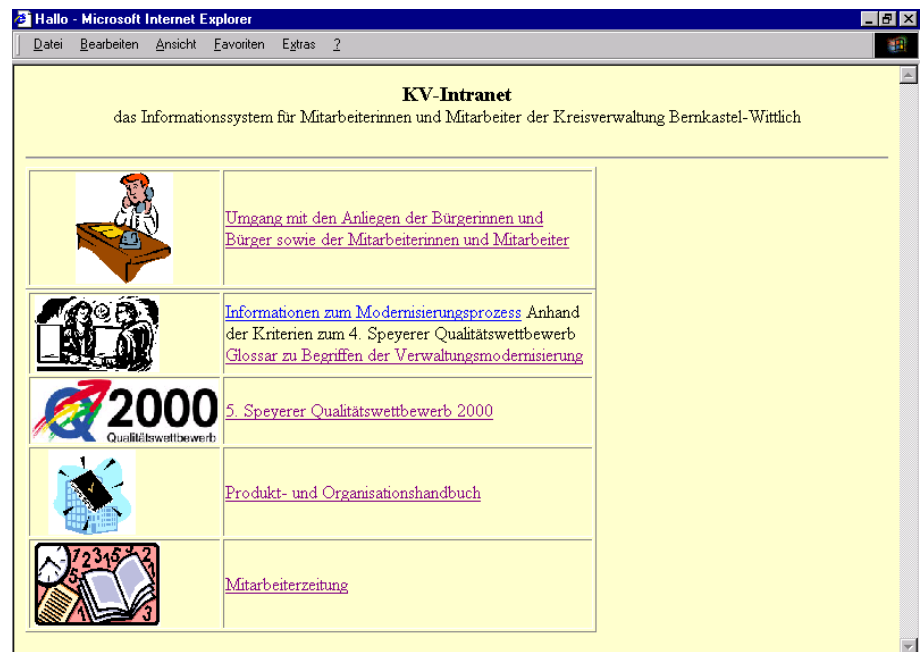 Hallo - Microsoft Internet Explorer
Datei Bearbeiten Ansicht Favoriten Extras ?
KV-Intranet
das Informationssystem für Mitarbeiterinnen und Mitarbeiter der Kreisverwaltung Bernkastel-Wittlich
Umgang mit den Anliegen der Bürgerinnen und
Bürger sowie der Mitarbeiterinnen und Mitarbeiter
Informationen zum Modernisierungsprozess Anhand
der Kriterien zum 4. Speyerer Qualitätswettbewerb
Glossar zu Begriffen der Verwaltungsmodernisierung
2000
Qualitätswettbewerb
5. Speyerer Qualitätswettbewerb 2000
Produkt- und Organisationshandbuch
Mitarbeiterzeitung